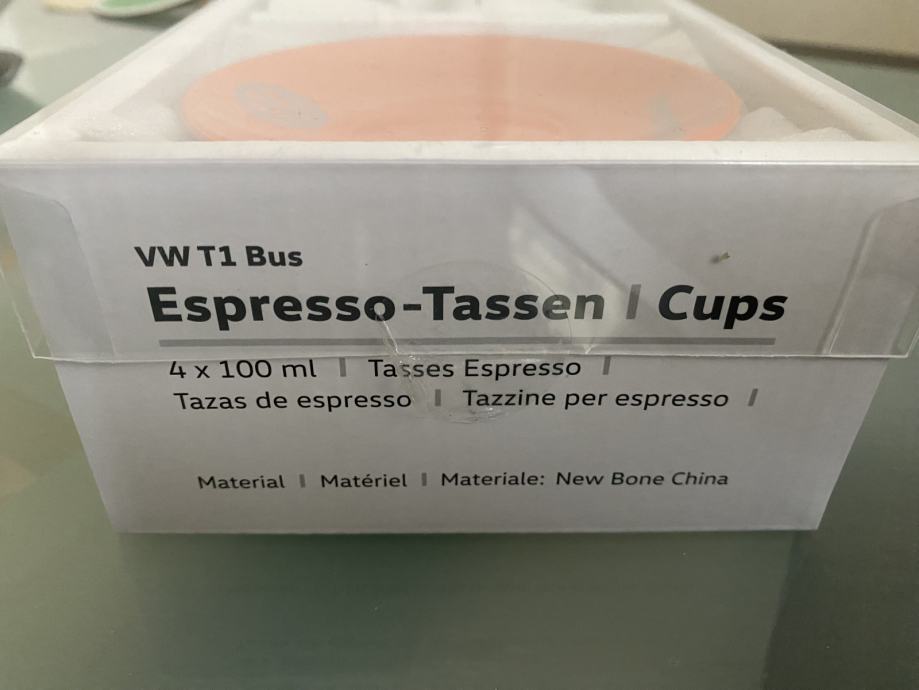 VW T1 Bus
Espresso-Tassen | Cups
4 x 100 ml | Tasses Espresso |
Tazas de espresso | Tazzine per espresso |
Material | Matériel | Materiale: New Bone China